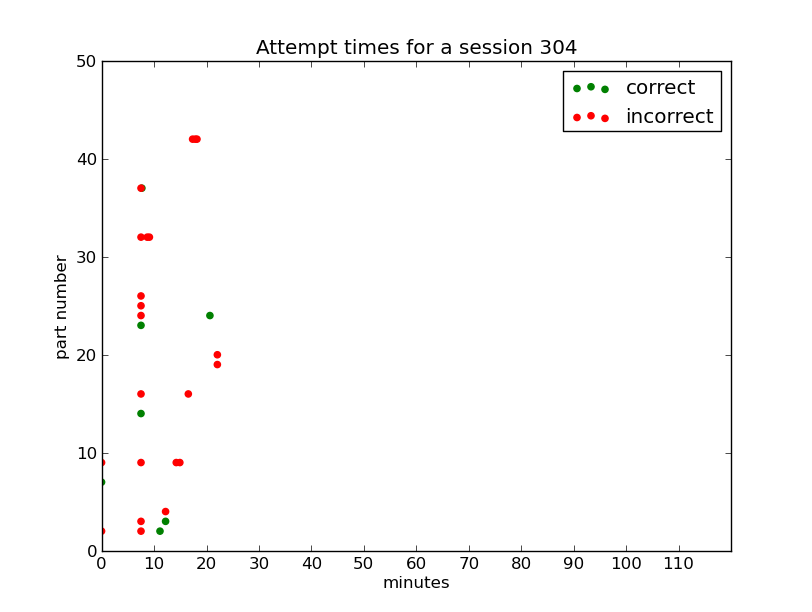 Attempt times for a session 304
correct
incorrect
50
40
30
20
10
0
part number
0 10 20 30 40 50 60 70 80 90 100 110
minutes